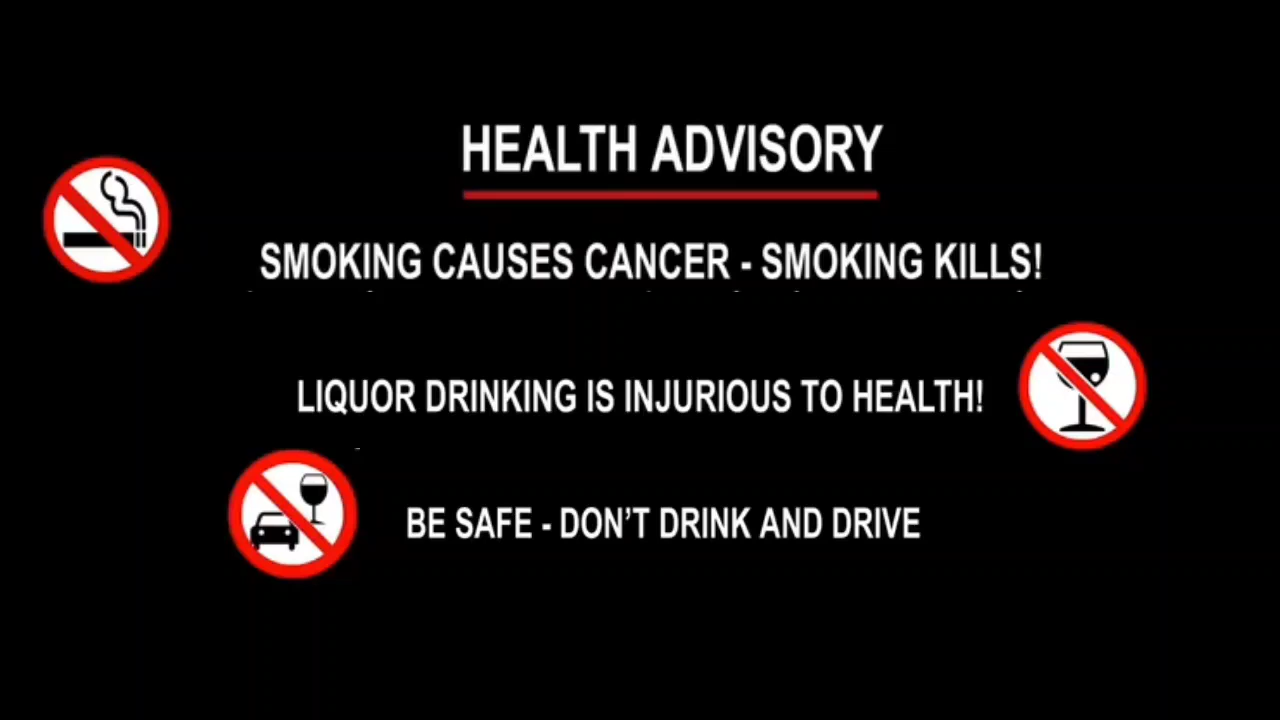 HEALTH ADVISORY
SMOKING CAUSES CANCER - SMOKING KILLS!
LIQUOR DRINKING IS INJURIOUS TO HEALTH!
BE SAFE - DON’T DRINK AND DRIVE